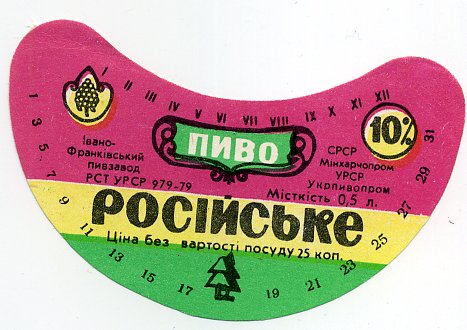 I II III IV V VI VII VIII IX X XI XII
1 3 5 7 9 11 13 15 17 19 21 23 25 27 29 31
Івано-
Франківський
пивзавод
РСТ УРСР 979-79
ПИВО
10%
СРСР
Мінхарчопром
УРСР
Укрпивопром
Місткість 0,5 л.
РОСІЙСЬКЕ
Ціна без вартості посуду 25 коп.